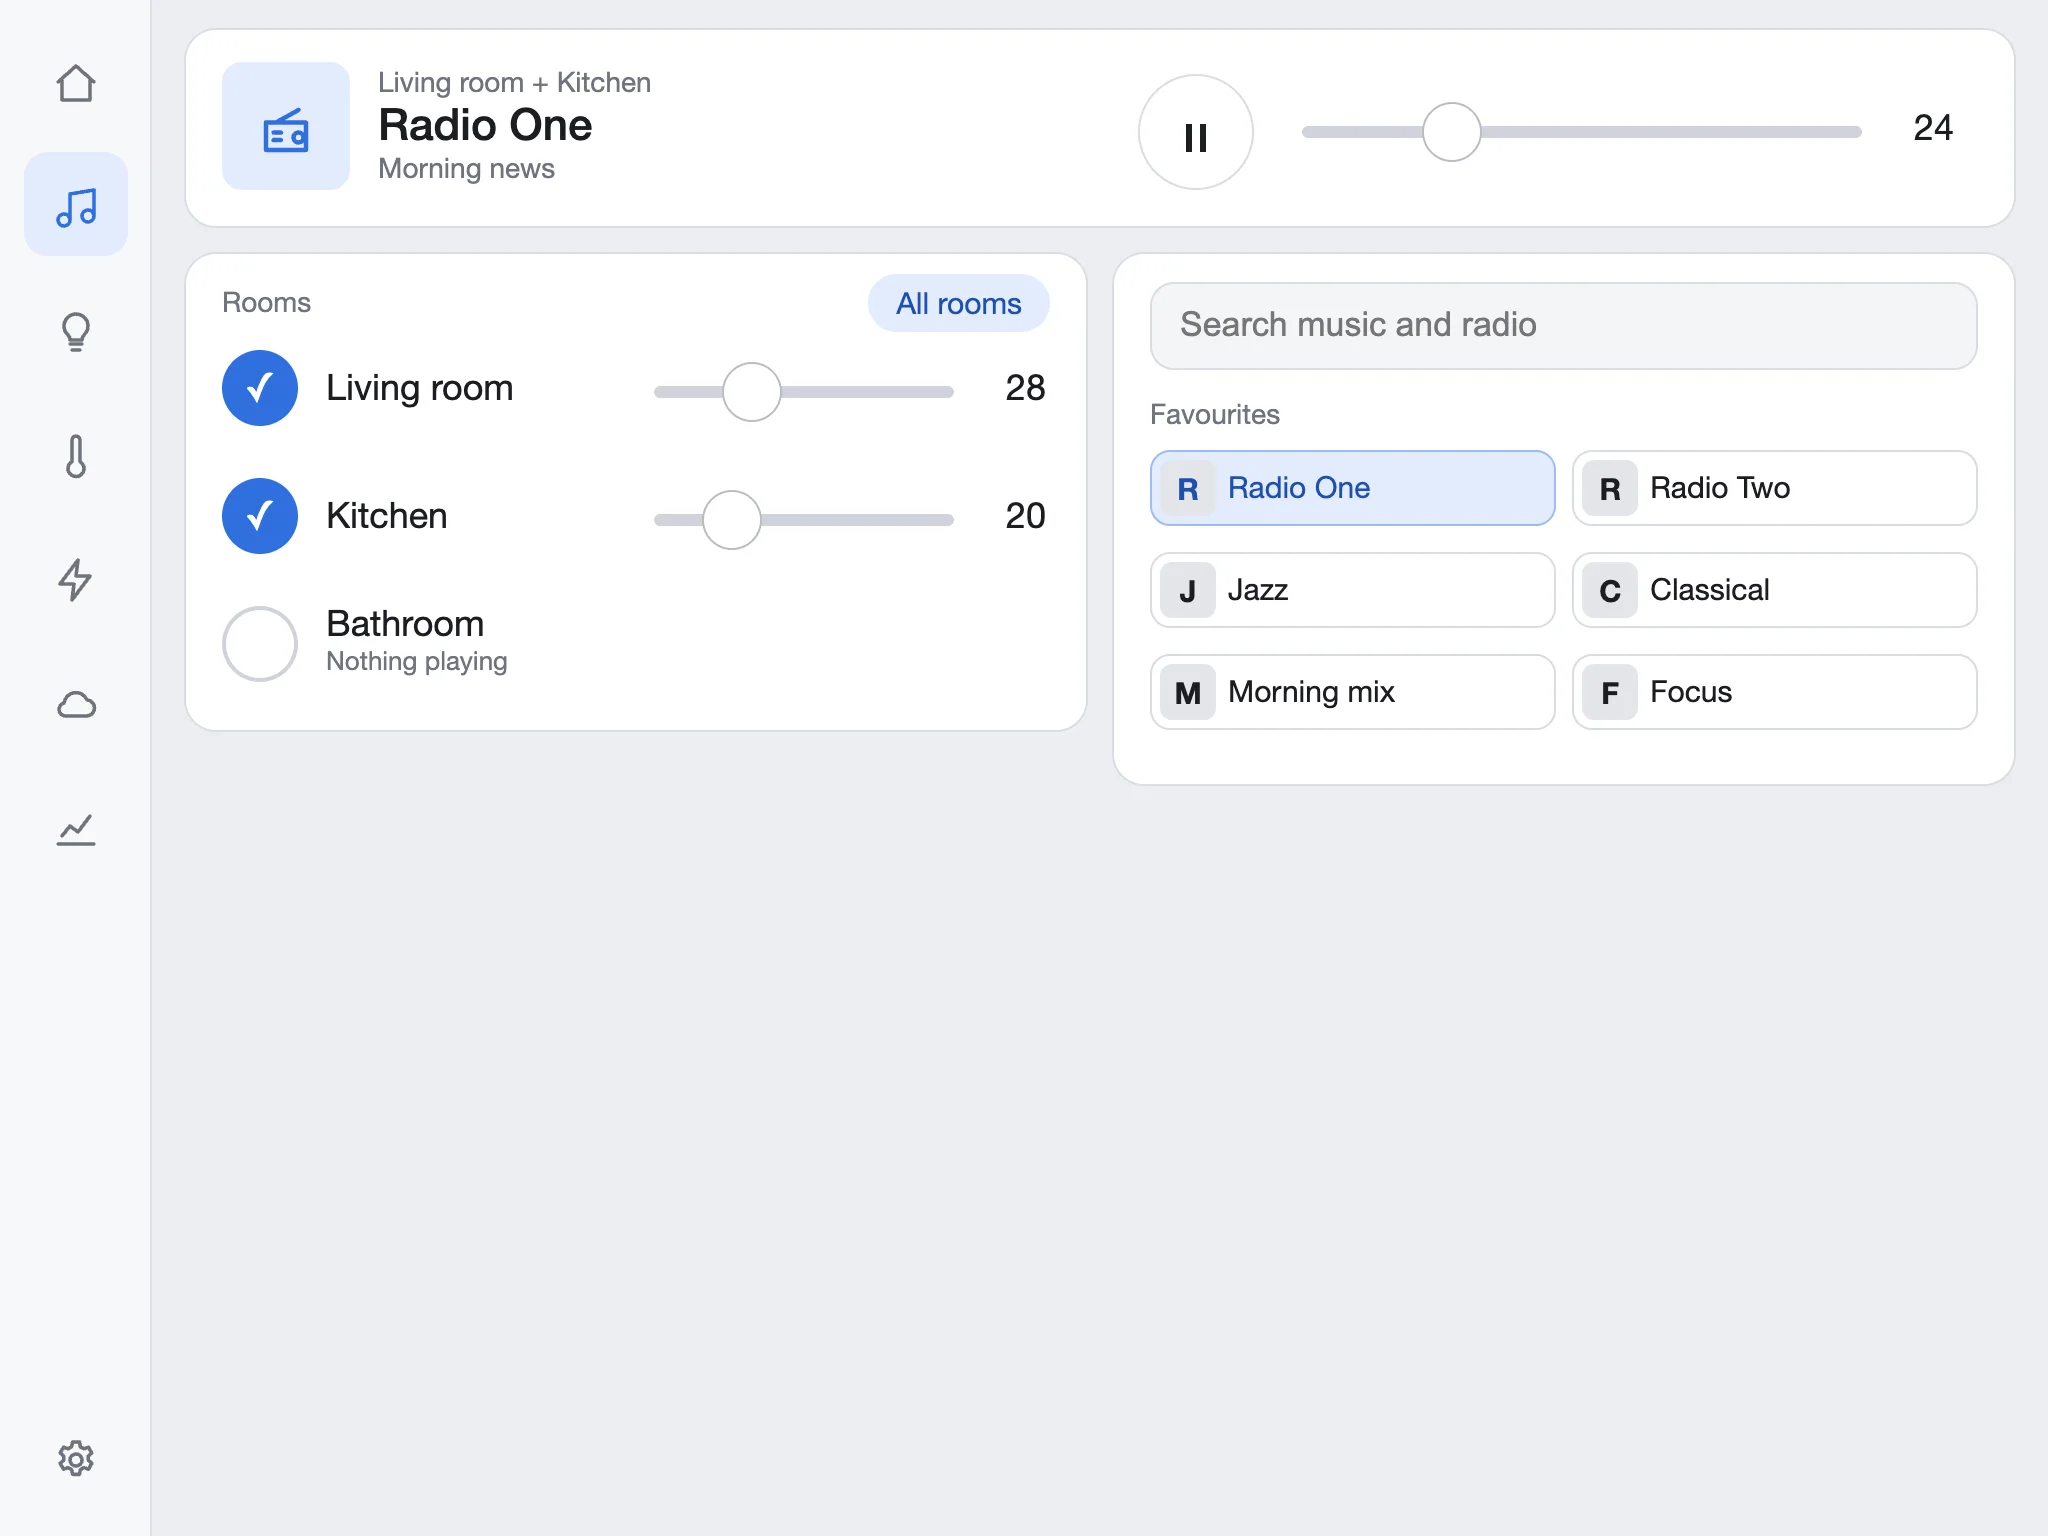 Living room + Kitchen
Radio One
Morning news
24
Rooms
All rooms
Living room
28
Kitchen
20
Bathroom
Nothing playing
Search music and radio
Favourites
R Radio One
R Radio Two
J Jazz
C Classical
M Morning mix
F Focus